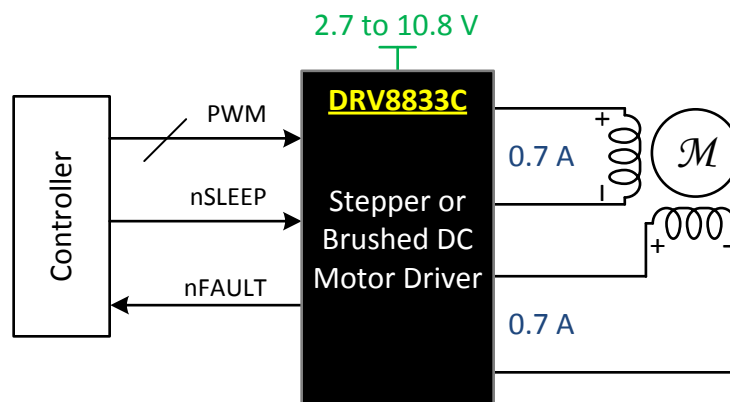 2.7 to 10.8 V
DRV8833C
Stepper or
Brushed DC
Motor Driver
Controller
PWM
nSLEEP
nFAULT
0.7 A
0.7 A
+
–
M
+
-